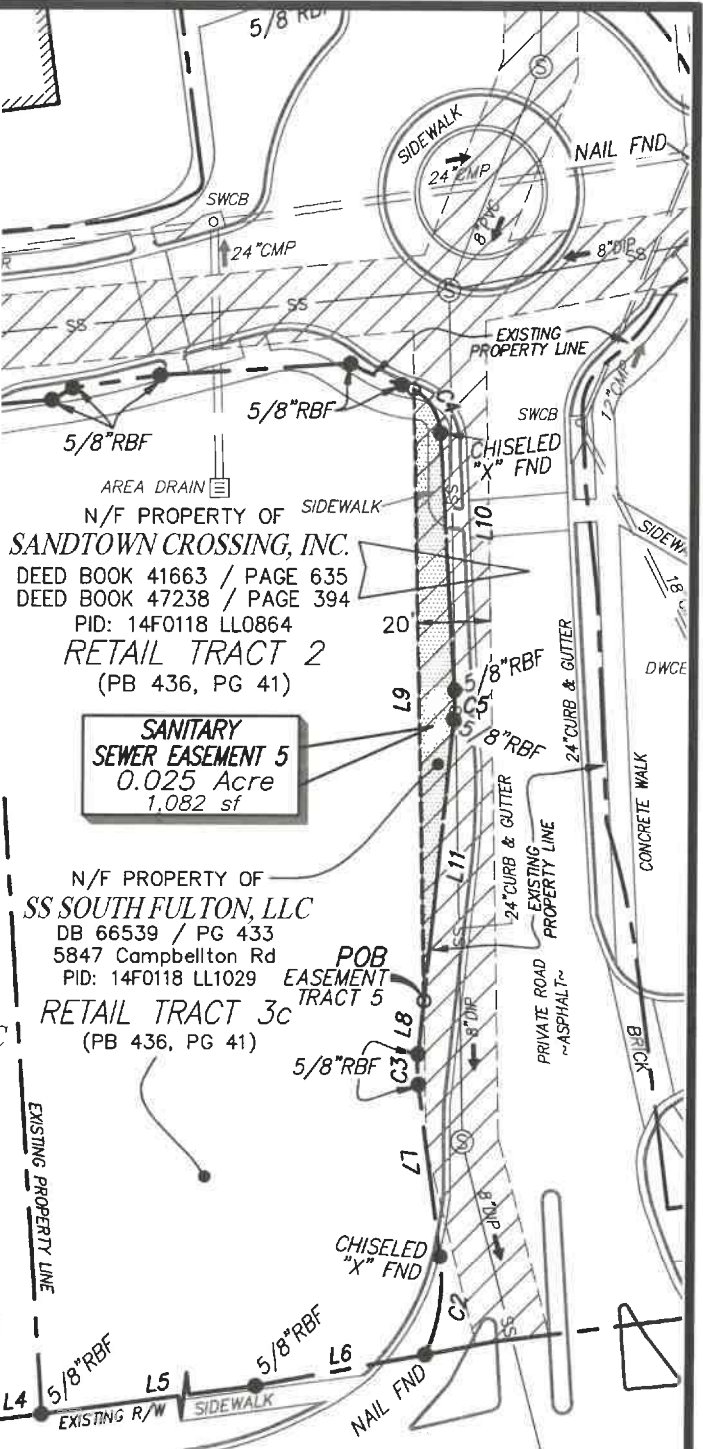 5/8"RBF
S
SIDEWALK
NAIL FND
24"CMP
SWCB
8"PVC
24"CMP
8"DIP
SS
R
S
SS
EXISTING
PROPERTY LINE
12"CMP
C4
5/8"RBF
5/8"RBF
SWCB
CHISELED
"X" FND
AREA DRAIN
SIDEWALK
SS
L10
SIDEW
N/F PROPERTY OF
SANDTOWN CROSSING, INC.
DEED BOOK 41663 / PAGE 635
DEED BOOK 47238 / PAGE 394
PID: 14F0118 LL0864
RETAIL TRACT 2
(PB 436, PG 41)
20'
18
DWCE
5/8"RBF
C5
5/8"RBF
L9
24"CURB & GUTTER
SANITARY
SEWER EASEMENT 5
0.025 Acre
1,082 sf
CONCRETE WALK
24"CURB & GUTTER
L11
EXISTING
PROPERTY LINE
SS
N/F PROPERTY OF
SS SOUTH FULTON, LLC
DB 66539 / PG 433
5847 Campbellton Rd
PID: 14F0118 LL1029
RETAIL TRACT 3c
(PB 436, PG 41)
POB
EASEMENT
TRACT 5
L8
8"DIP
PRIVATE ROAD
~ASPHALT~
C
C3
5/8"RBF
BRICK
EXISTING PROPERTY LINE
L7
S
8"DIP
CHISELED
"X" FND
C2
SS
5/8"RBF
5/8"RBF
L4
L5
L6
EXISTING R/W
SIDEWALK
NAIL FND